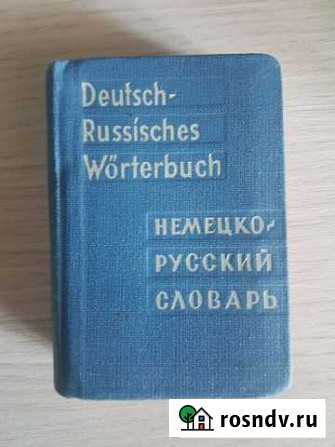 Deutsch-
Russisches
Wörterbuch
НЕМЕЦКО-
РУССКИЙ
СЛОВАРЬ
rosndv.ru